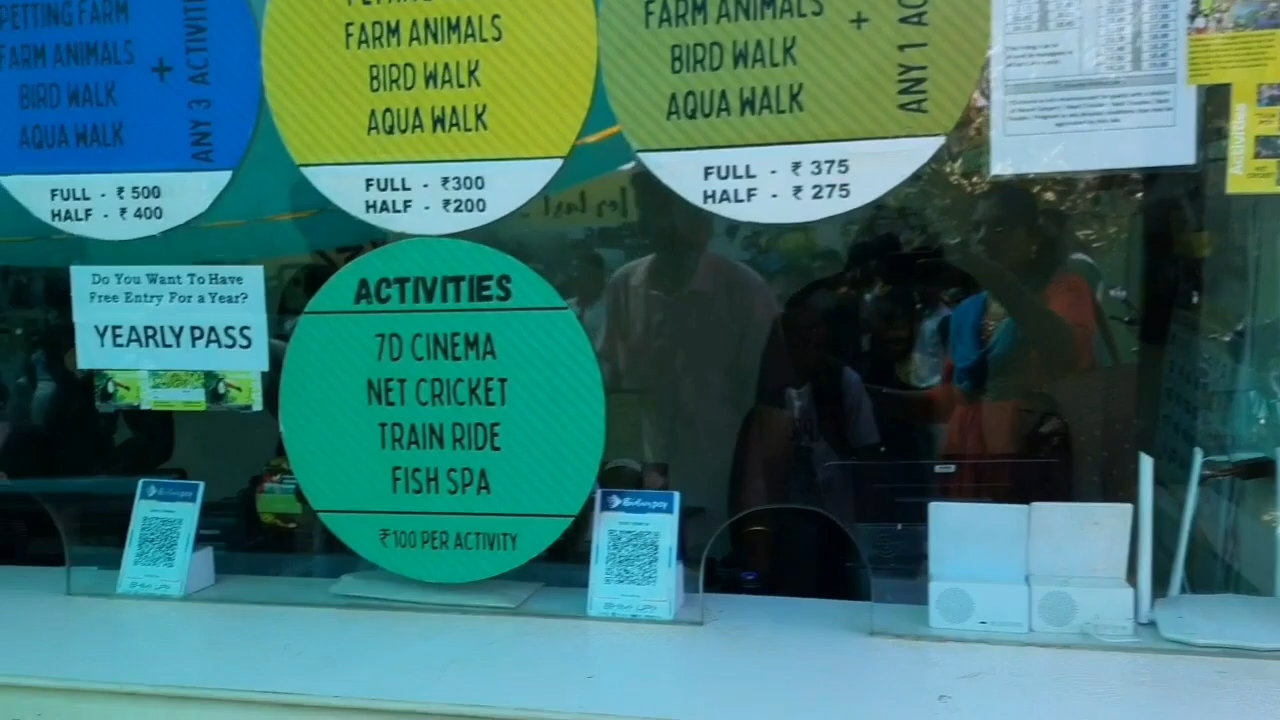 PETTING FARM
FARM ANIMALS
BIRD WALK
AQUA WALK
+
ANY 3
FULL - ₹ 500
HALF - ₹ 400
FARM ANIMALS
BIRD WALK
AQUA WALK
FULL - ₹300
HALF - ₹200
FARM ANIMALS
BIRD WALK
AQUA WALK
+
ANY 1
FULL - ₹ 375
HALF - ₹ 275
Activities
Do You Want To Have
Free Entry For a Year?
YEARLY PASS
ACTIVITIES
7D CINEMA
NET CRICKET
TRAIN RIDE
FISH SPA
₹100 PER ACTIVITY